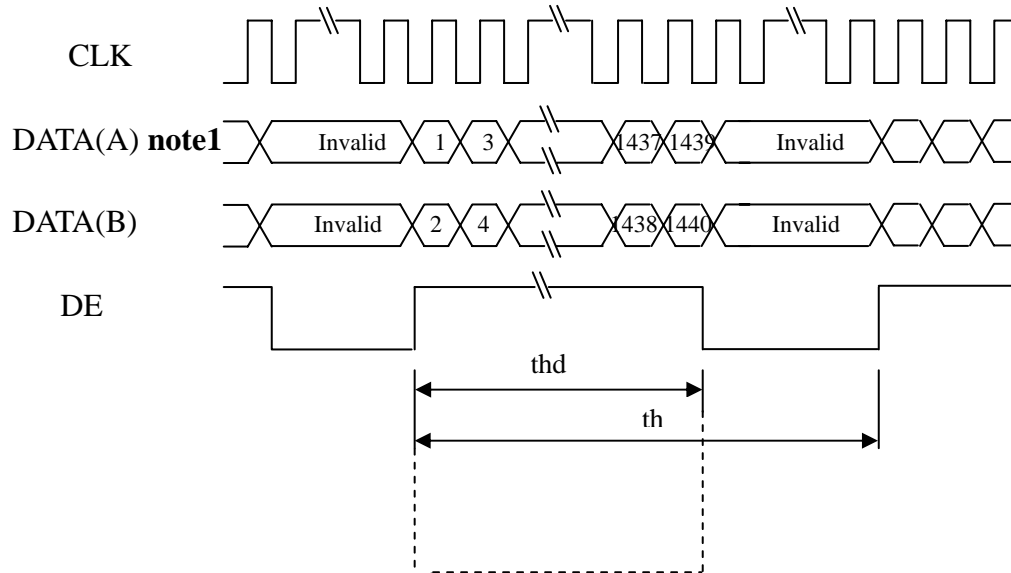 CLK
DATA(A) note1 Invalid 1 3 1437 1439 Invalid
DATA(B) Invalid 2 4 1438 1440 Invalid
DE
thd
th